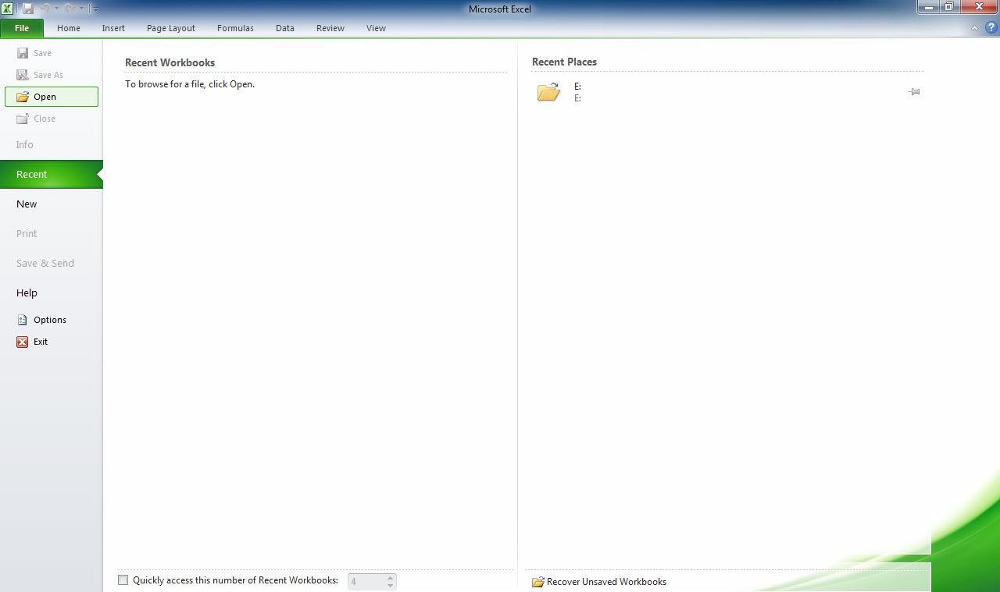 Microsoft Excel
File Home Insert Page Layout Formulas Data Review View
Save
Save As
Open
Close
Info
Recent
New
Print
Save & Send
Help
Options
Exit
Recent Workbooks
To browse for a file, click Open.
Quickly access this number of Recent Workbooks: 4
Recent Places
E:
E:
Recover Unsaved Workbooks